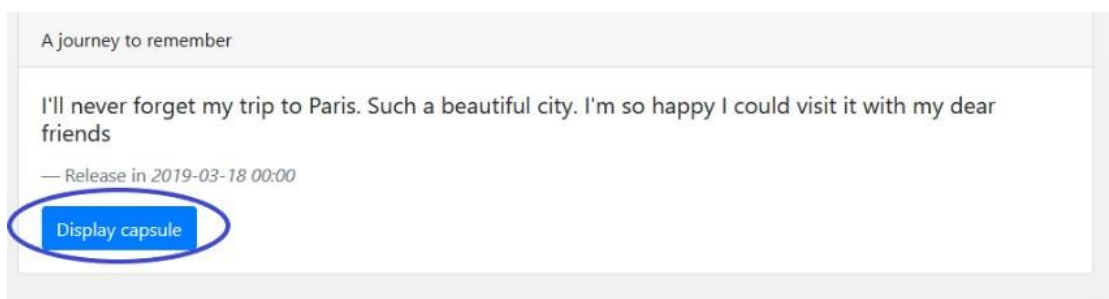 A journey to remember
I'll never forget my trip to Paris. Such a beautiful city. I'm so happy I could visit it with my dear
friends
— Release in 2019-03-18 00:00
Display capsule